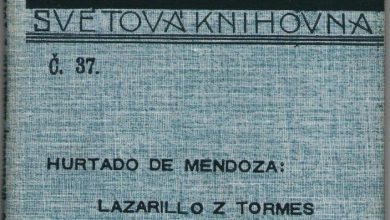 SVĚTOVÁ KNIHOVNA
Č. 37.
HURTADO DE MENDOZA:
LAZARILLO Z TORMES